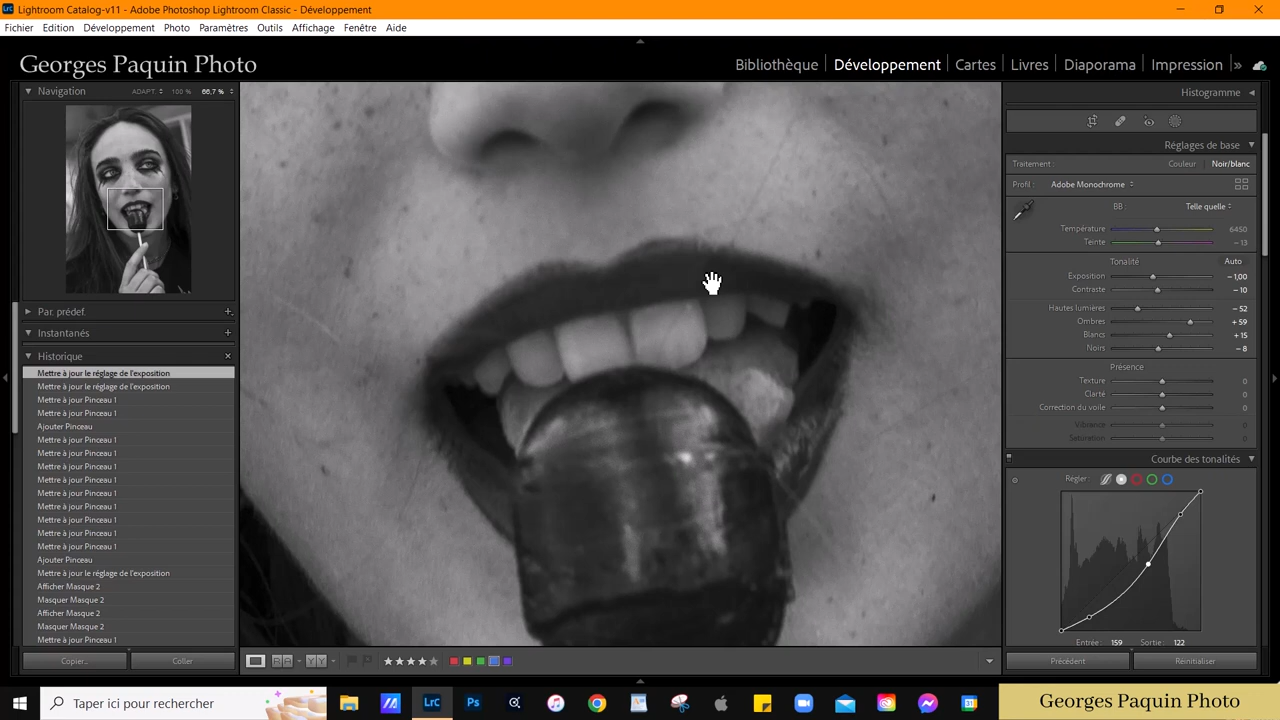 Lightroom Catalog-v11 - Adobe Photoshop Lightroom Classic - Développement
Fichier Edition Développement Photo Paramètres Outils Affichage Fenêtre Aide
Georges Paquin Photo
Bibliothèque | Développement | Cartes | Livres | Diaporama | Impression | »
Navigation ADAPT. 100 % 66,7 %
Par. prédef.
Instantanés
Historique
Mettre à jour le réglage de l'exposition
Mettre à jour le réglage de l'exposition
Mettre à jour Pinceau 1
Mettre à jour Pinceau 1
Ajouter Pinceau
Mettre à jour Pinceau 1
Mettre à jour Pinceau 1
Mettre à jour Pinceau 1
Mettre à jour Pinceau 1
Mettre à jour Pinceau 1
Mettre à jour Pinceau 1
Mettre à jour Pinceau 1
Mettre à jour Pinceau 1
Mettre à jour Pinceau 1
Ajouter Pinceau
Mettre à jour le réglage de l'exposition
Afficher Masque 2
Masquer Masque 2
Afficher Masque 2
Masquer Masque 2
Mettre à jour Pinceau 1
Copier... Coller
Histogramme
Réglages de base
Traitement : Couleur Noir/blanc
Profil : Adobe Monochrome
BB : Telle quelle
Température 6450
Teinte − 13
Tonalité Auto
Exposition − 1,00
Contraste − 10
Hautes lumières − 52
Ombres + 59
Blancs + 15
Noirs − 8
Présence
Texture 0
Clarté 0
Correction du voile 0
Vibrance 0
Saturation 0
Courbe des tonalités
Régler :
Entrée : 159 Sortie : 122
Précédent Réinitialiser
Taper ici pour rechercher
Georges Paquin Photo